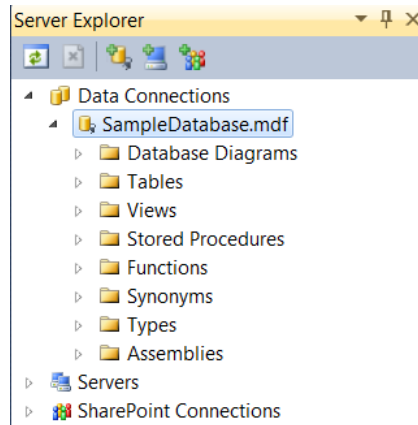 Server Explorer
Data Connections
SampleDatabase.mdf
Database Diagrams
Tables
Views
Stored Procedures
Functions
Synonyms
Types
Assemblies
Servers
SharePoint Connections